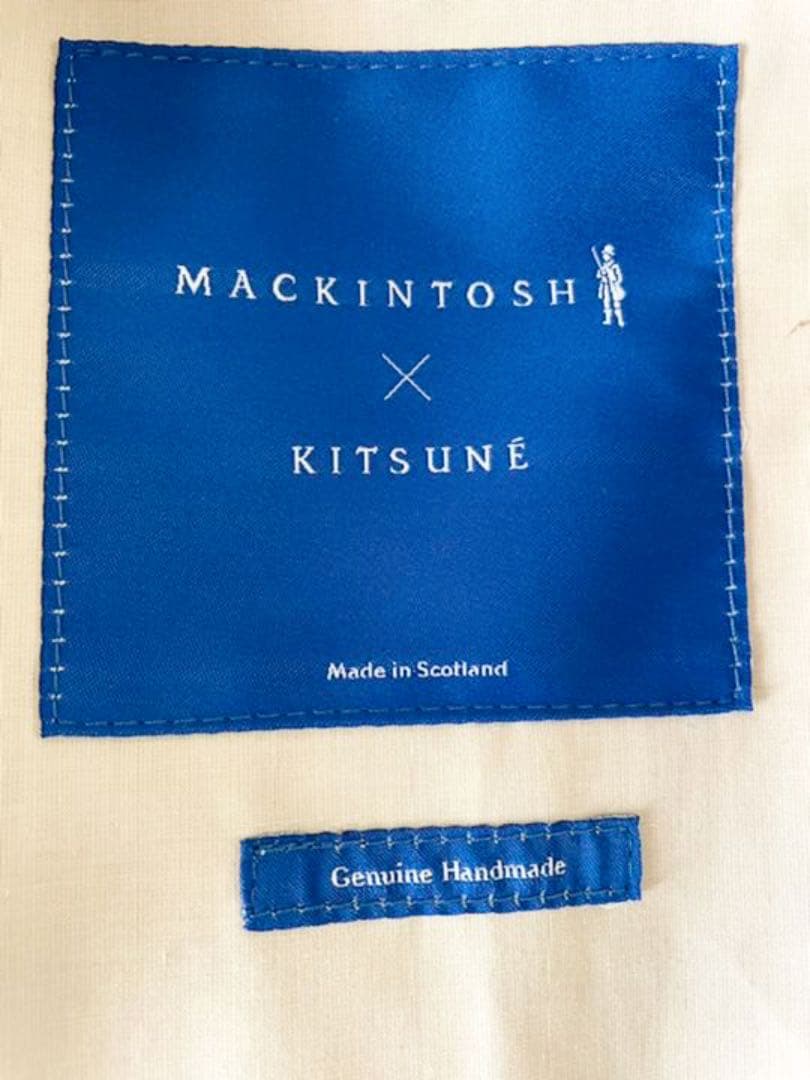 MACKINTOSH
×
KITSUNÉ
Made in Scotland
Genuine Handmade